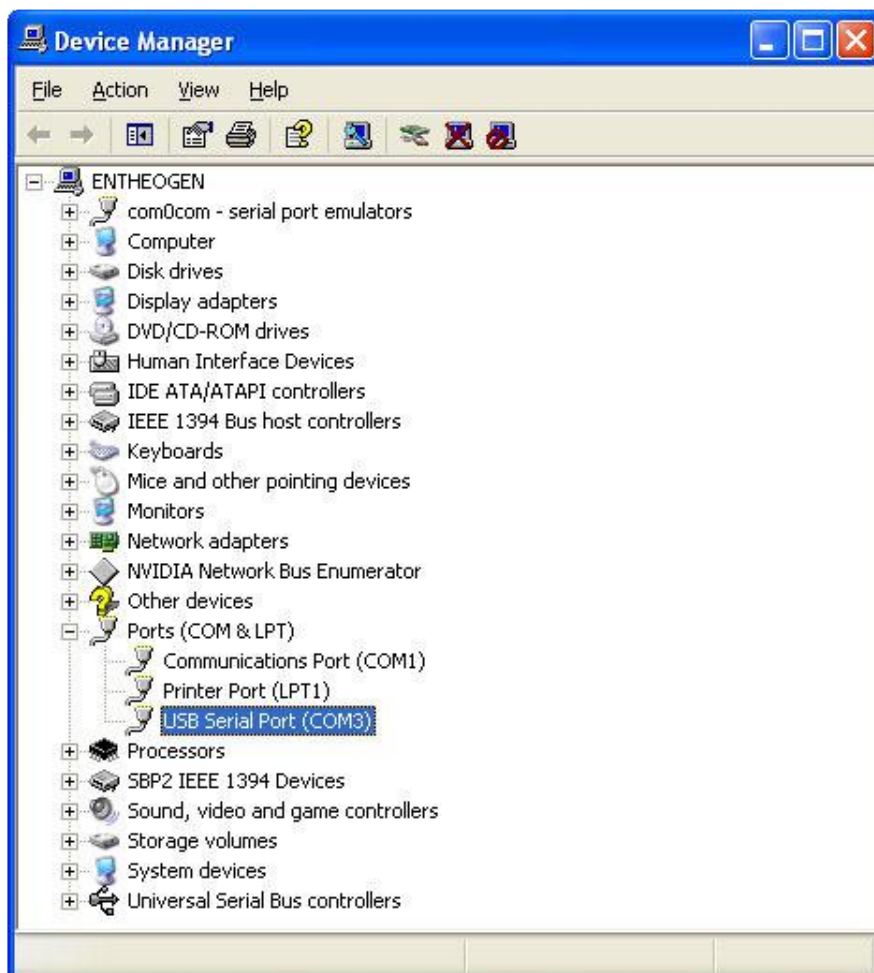 Device Manager
File Action View Help
ENTHEOGEN
com0com - serial port emulators
Computer
Disk drives
Display adapters
DVD/CD-ROM drives
Human Interface Devices
IDE ATA/ATAPI controllers
IEEE 1394 Bus host controllers
Keyboards
Mice and other pointing devices
Monitors
Network adapters
NVIDIA Network Bus Enumerator
Other devices
Ports (COM & LPT)
Communications Port (COM1)
Printer Port (LPT1)
USB Serial Port (COM3)
Processors
SBP2 IEEE 1394 Devices
Sound, video and game controllers
Storage volumes
System devices
Universal Serial Bus controllers